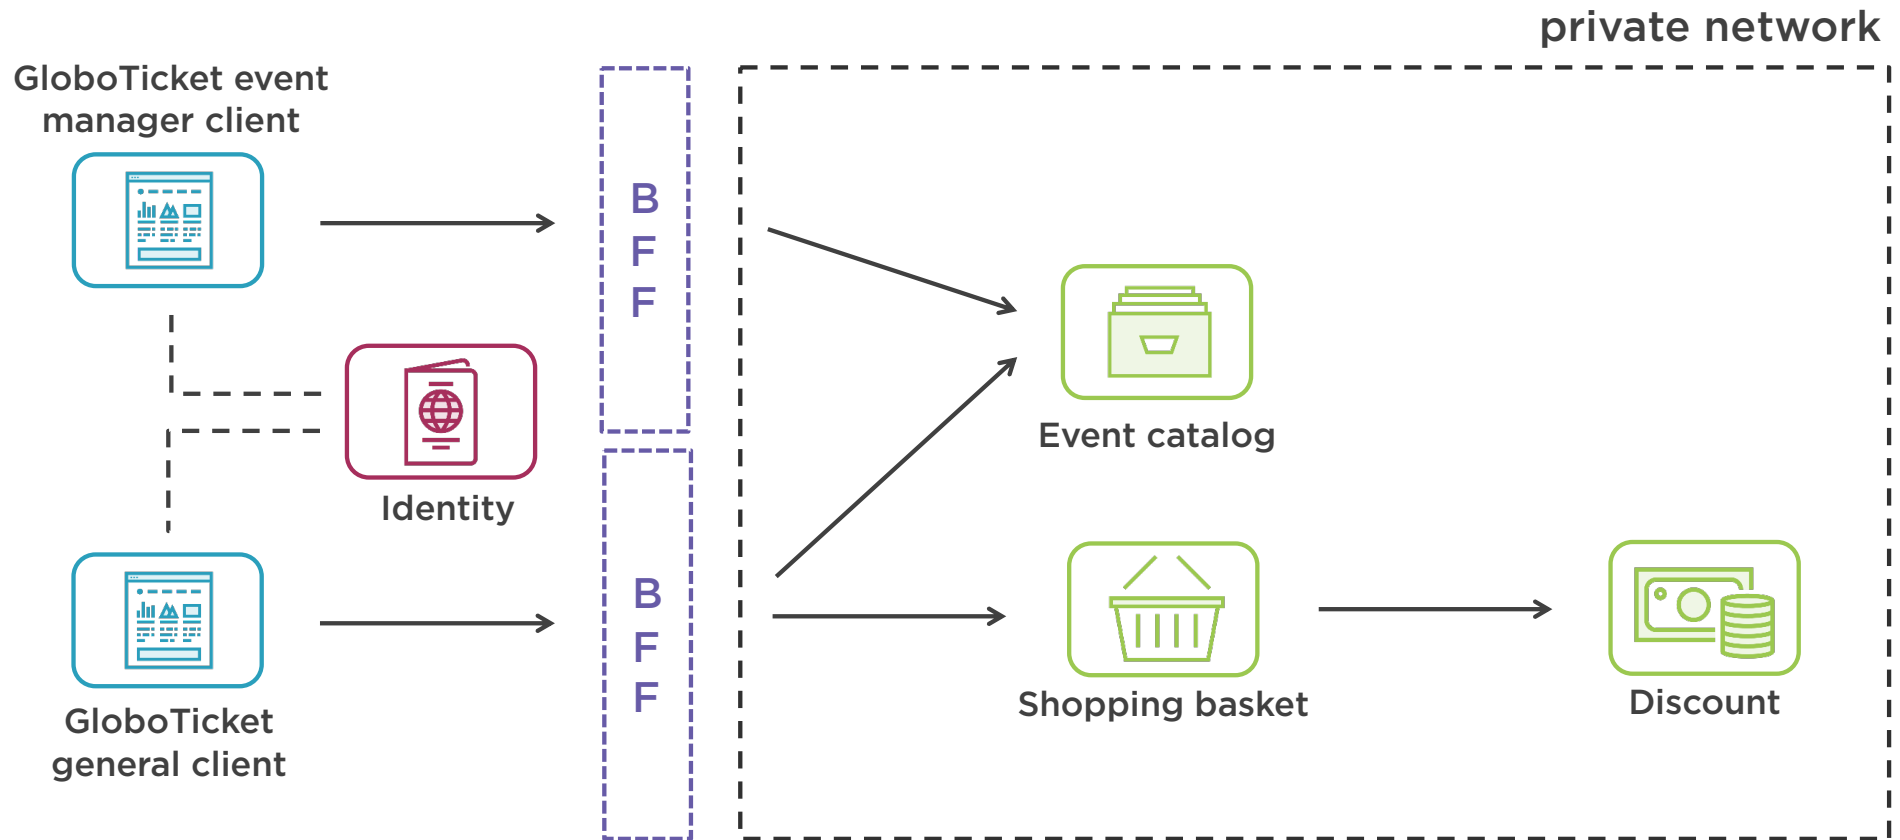 private network
GloboTicket event
manager client
B
F
F
Event catalog
Identity
B
F
F
GloboTicket
general client
Shopping basket
Discount